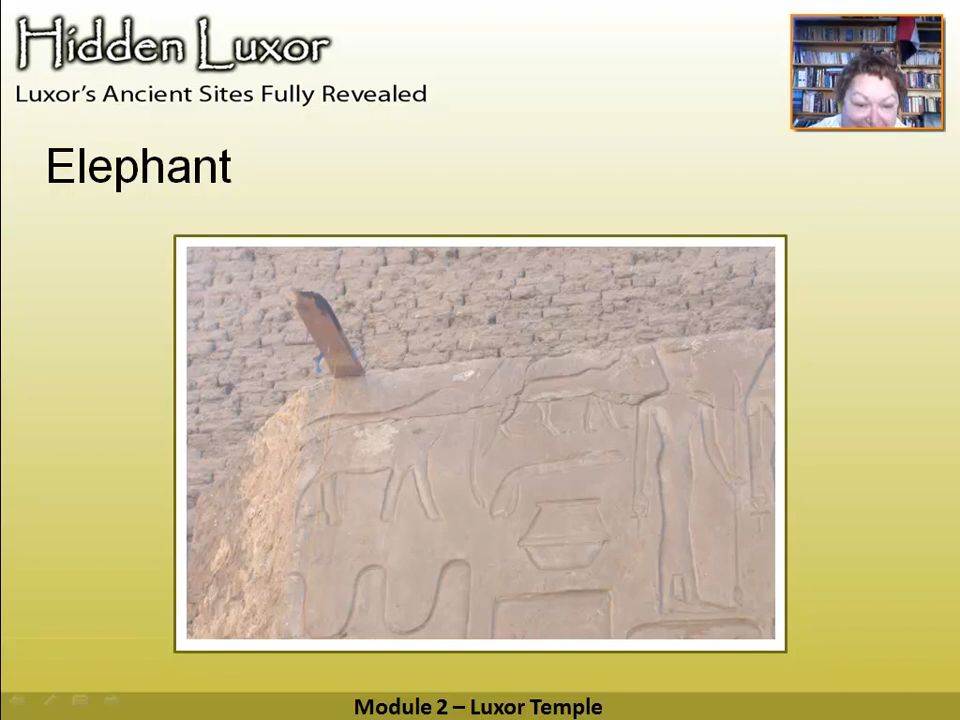 Hidden Luxor
Luxor's Ancient Sites Fully Revealed
Elephant
Module 2 – Luxor Temple